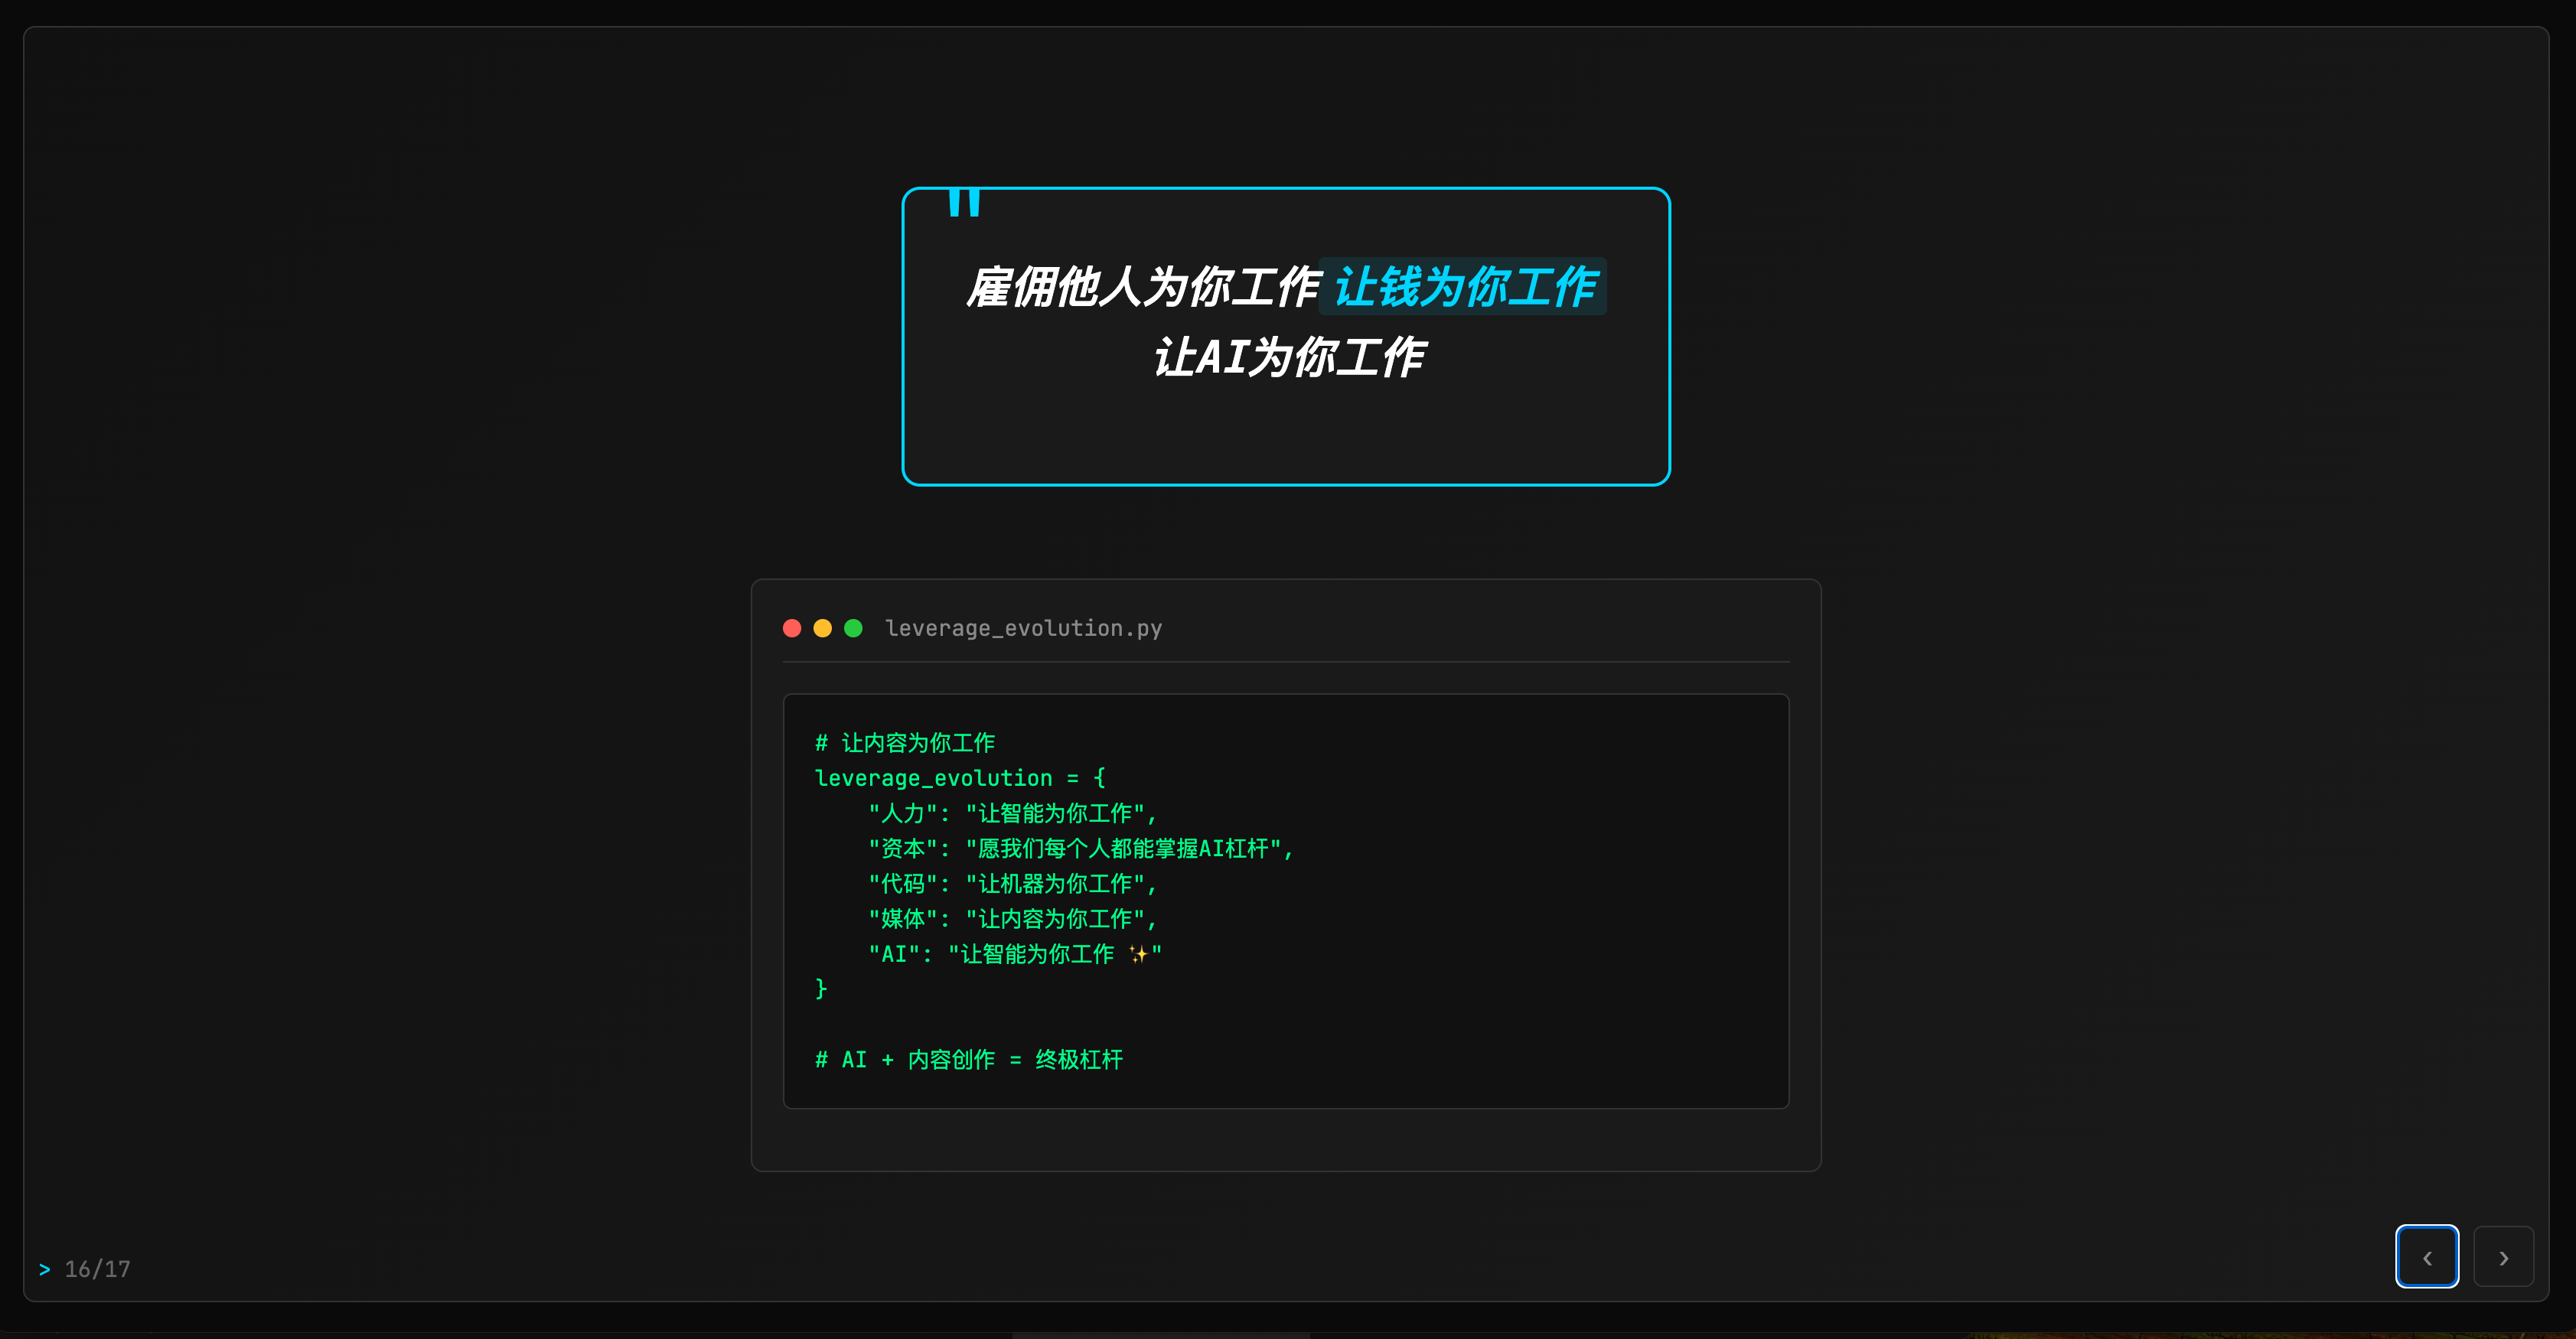 "
雇佣他人为你工作 让钱为你工作
让AI为你工作
leverage_evolution.py
# 让内容为你工作
leverage_evolution = {
    "人力": "让智能为你工作",
    "资本": "愿我们每个人都能掌握AI杠杆",
    "代码": "让机器为你工作",
    "媒体": "让内容为你工作",
    "AI": "让智能为你工作 ✨"
}
# AI + 内容创作 = 终极杠杆
> 16/17
‹ ›